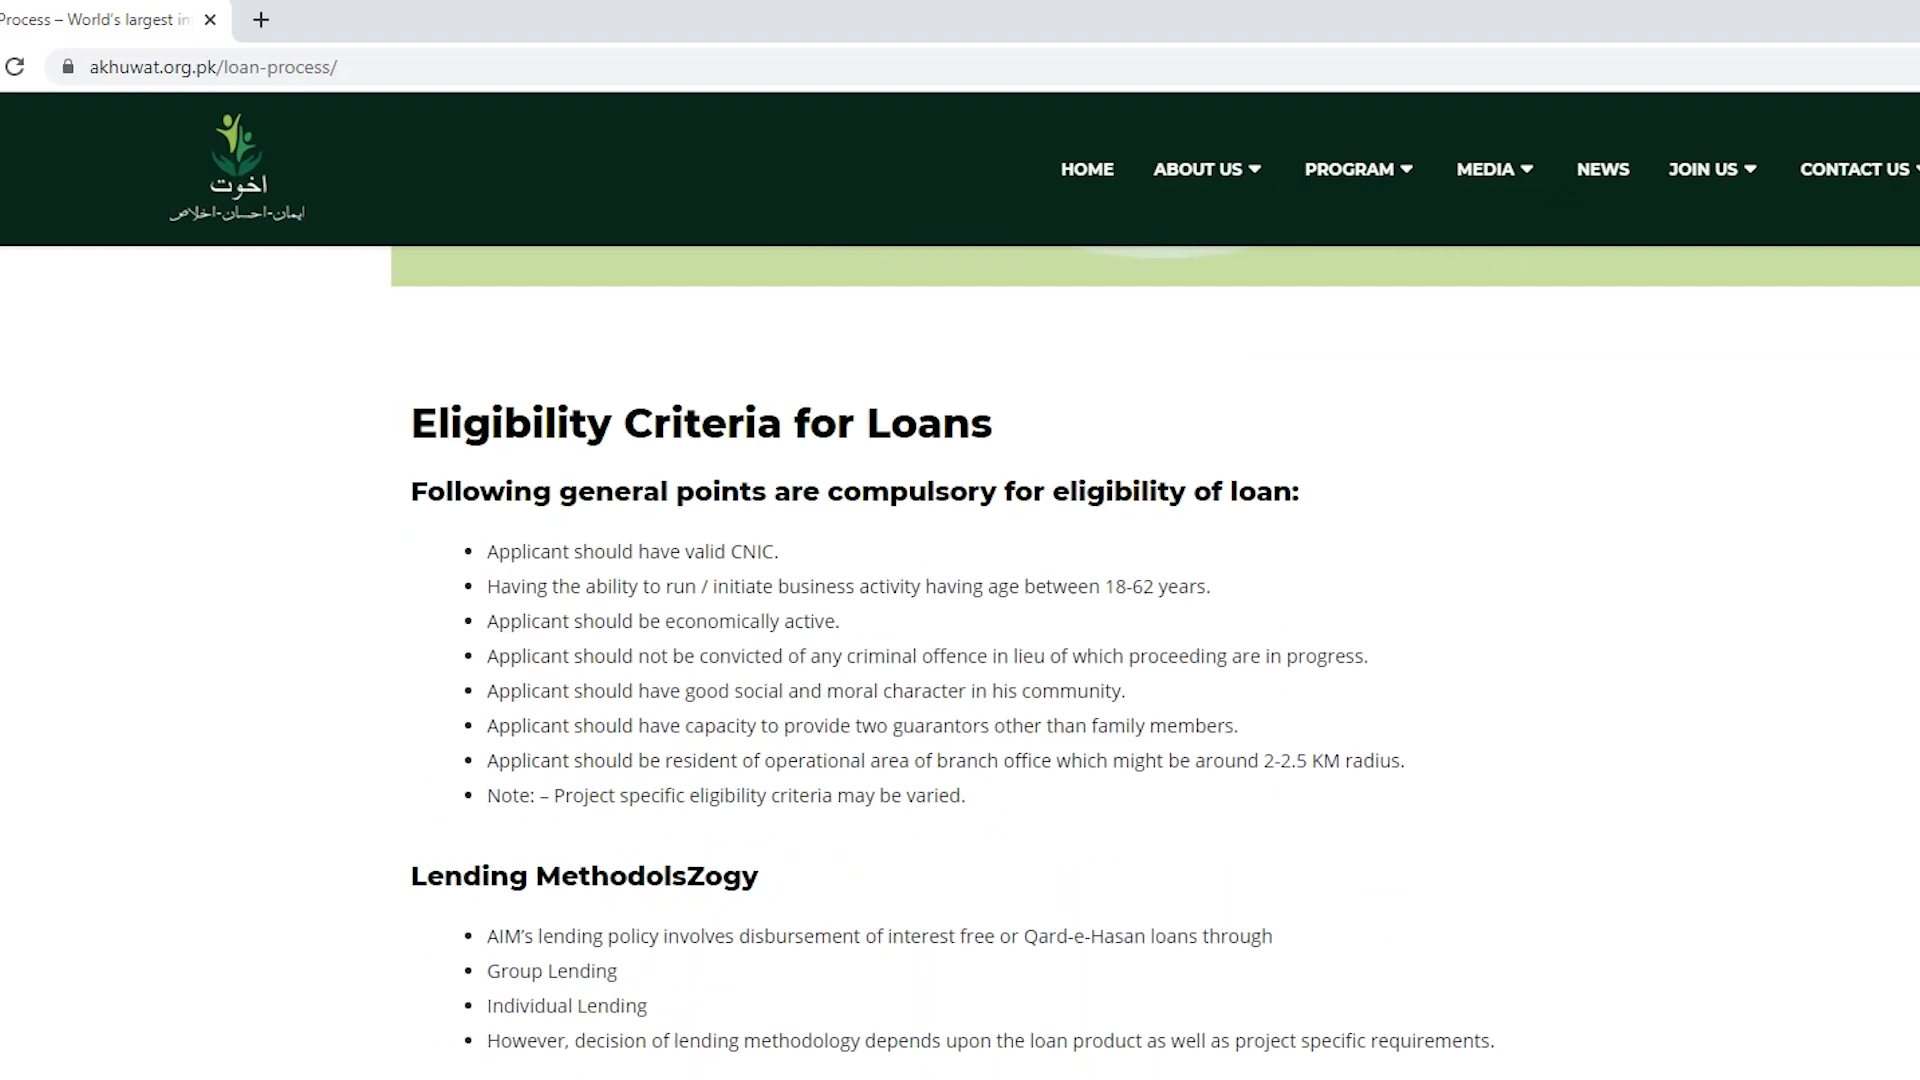 Process – World's largest in
akhuwat.org.pk/loan-process/
اخوت
ایمان-احسان-اخلاص
HOME ABOUT US PROGRAM MEDIA NEWS JOIN US CONTACT US
Eligibility Criteria for Loans
Following general points are compulsory for eligibility of loan:
• Applicant should have valid CNIC.
• Having the ability to run / initiate business activity having age between 18-62 years.
• Applicant should be economically active.
• Applicant should not be convicted of any criminal offence in lieu of which proceeding are in progress.
• Applicant should have good social and moral character in his community.
• Applicant should have capacity to provide two guarantors other than family members.
• Applicant should be resident of operational area of branch office which might be around 2-2.5 KM radius.
• Note: – Project specific eligibility criteria may be varied.
Lending MethodolsZogy
• AIM’s lending policy involves disbursement of interest free or Qard-e-Hasan loans through
• Group Lending
• Individual Lending
• However, decision of lending methodology depends upon the loan product as well as project specific requirements.